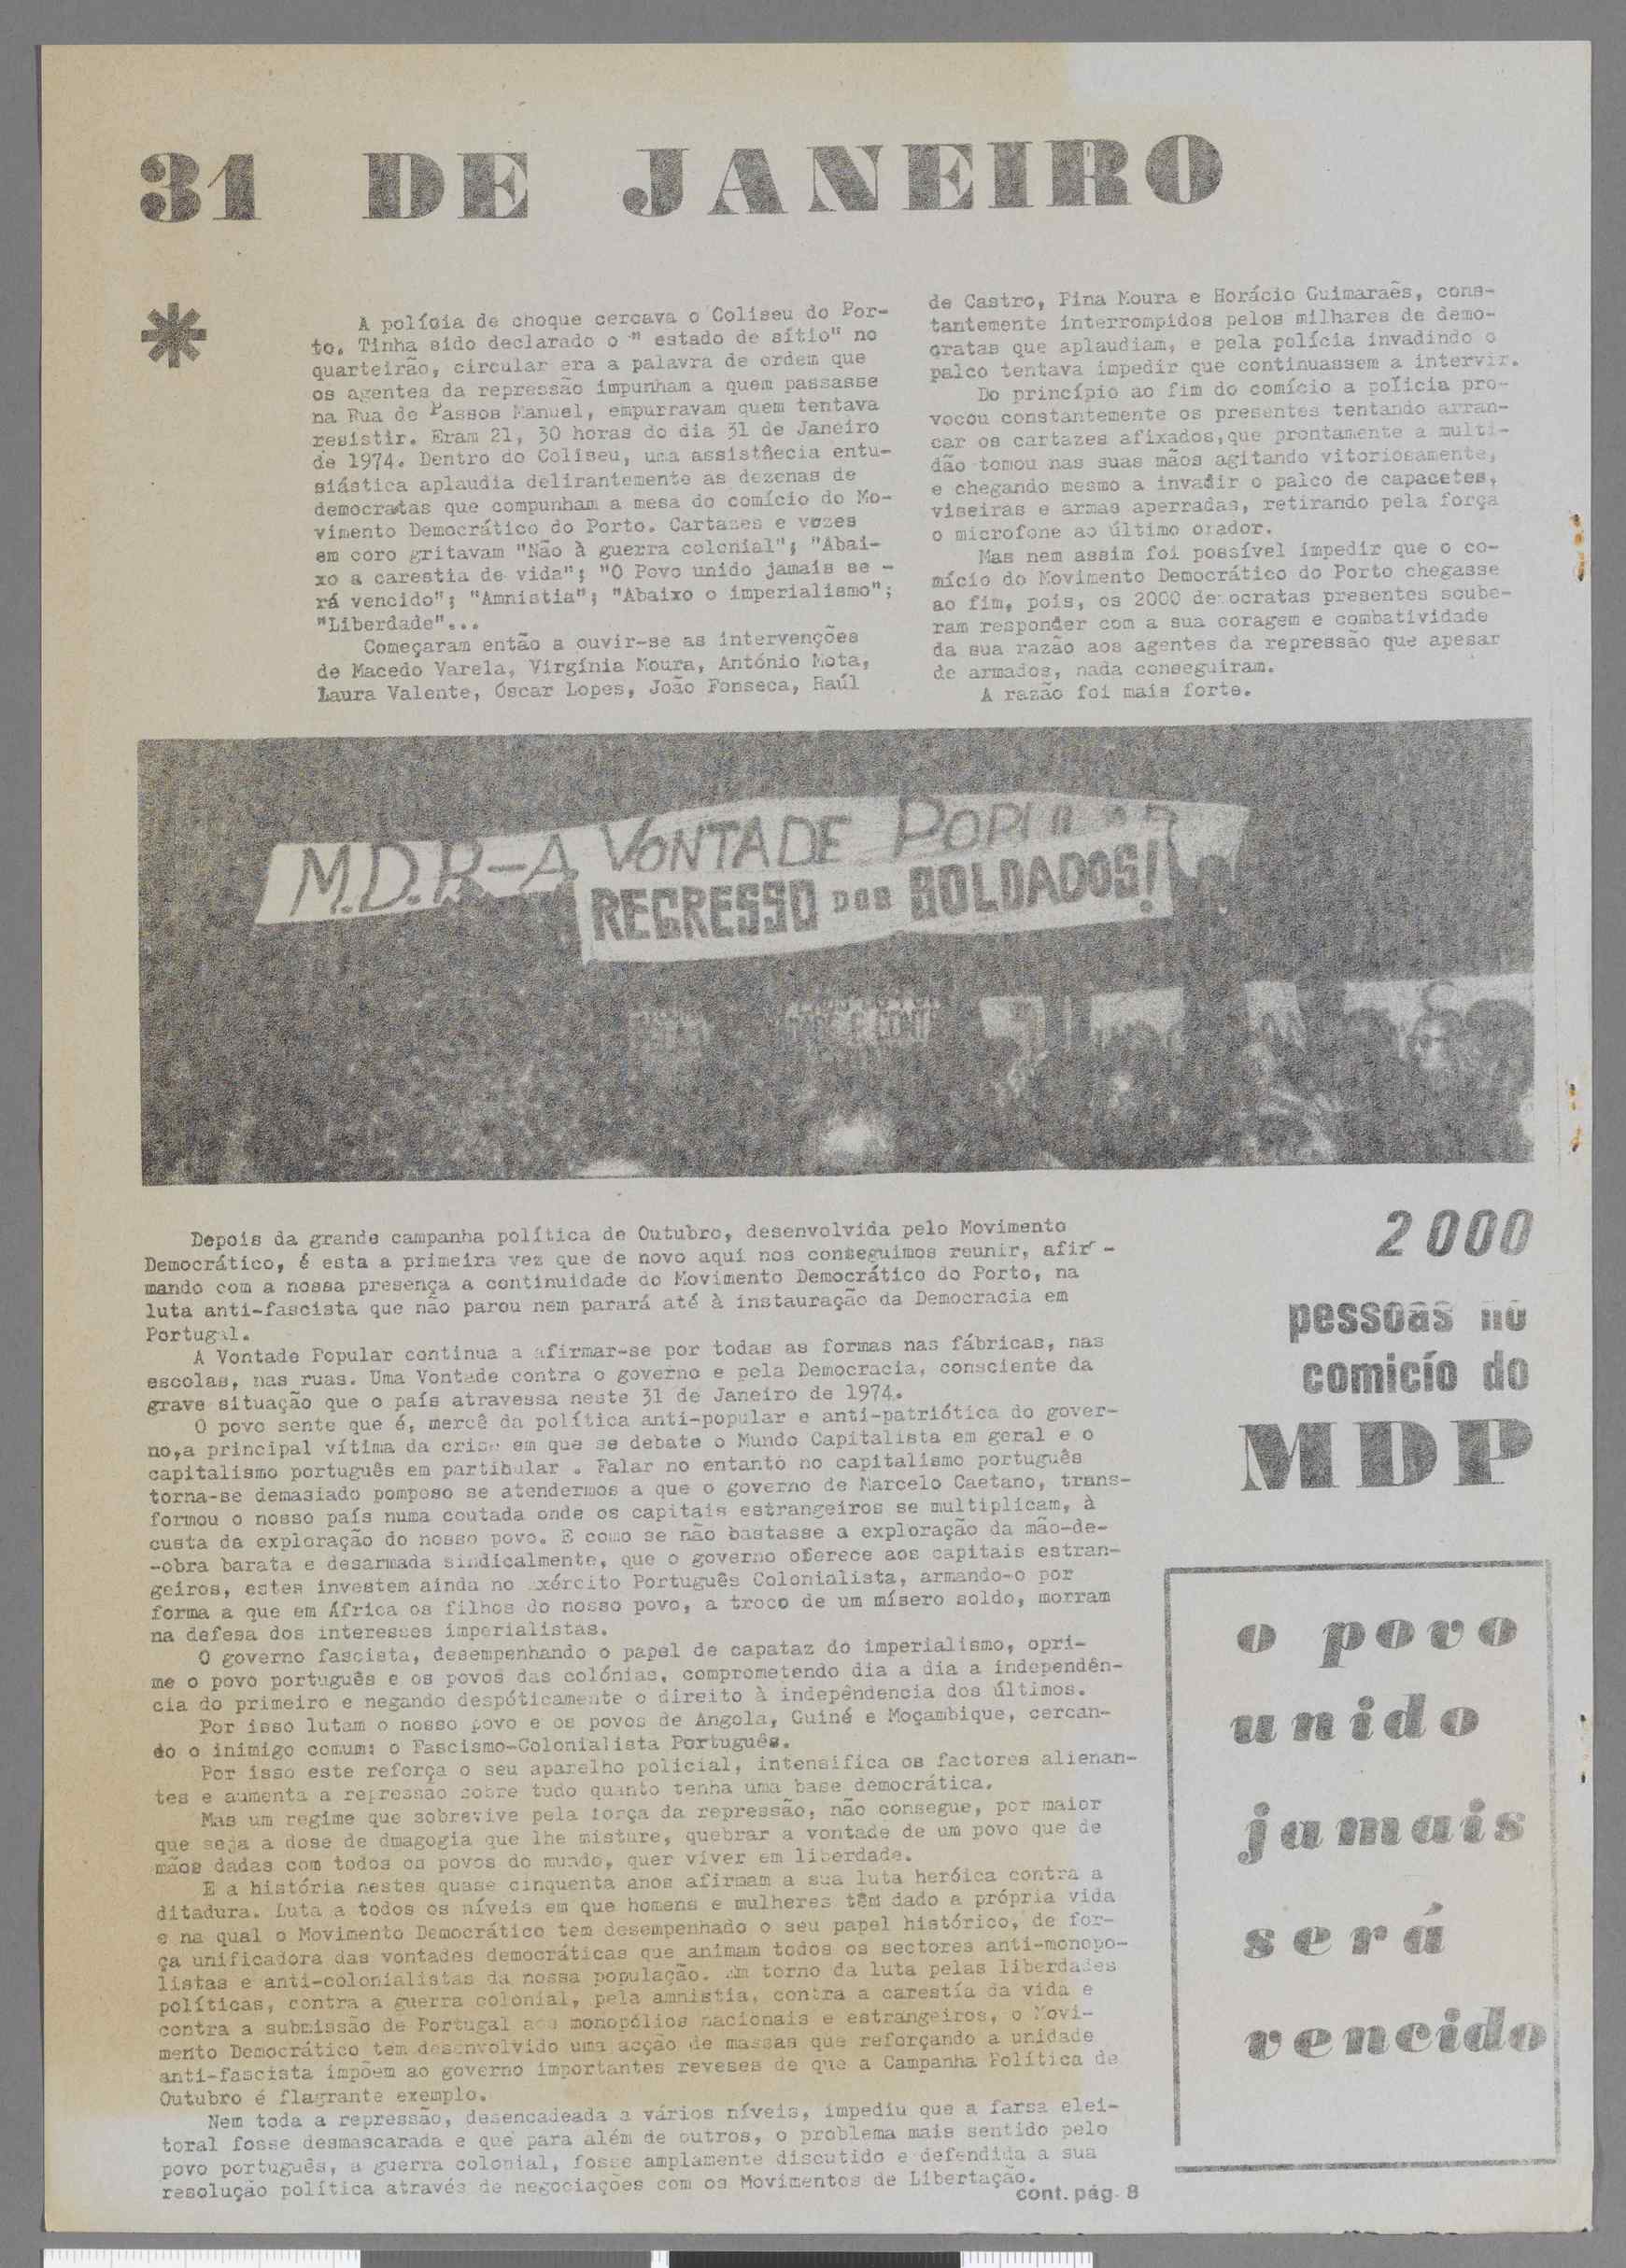 31 DE JANEIRO
*
A polícia de choque cercava o Coliseu do Por-
to. Tinha sido declarado o " estado de sítio" no
quarteirão, circular era a palavra de ordem que
os agentes da repressão impunham a quem passasse
na Rua de Passos Manuel, empurravam quem tentava
resistir. Eram 21, 30 horas do dia 31 de Janeiro
de 1974. Dentro do Coliseu, uma assistñecia entu-
siástica aplaudia delirantemente as dezenas de
democratas que compunham a mesa do comício do Mo-
vimento Democrático do Porto. Cartazes e vozes
em coro gritavam "Não à guerra colonial"; "Abai-
xo a carestia de vida"; "O Povo unido jamais se -
rá vencido"; "Amnistia"; "Abaixo o imperialismo";
"Liberdade"...
Começaram então a ouvir-se as intervenções
de Macedo Varela, Virgínia Moura, António Mota,
Laura Valente, Óscar Lopes, João Fonseca, Raúl
de Castro, Pina Moura e Horácio Guimarães, cons-
tantemente interrompidos pelos milhares de demo-
cratas que aplaudiam, e pela polícia invadindo o
palco tentava impedir que continuassem a intervir.
Do princípio ao fim do comício a polícia pro-
vocou constantemente os presentes tentando arran-
car os cartazes afixados,que prontamente a multi-
dão tomou nas suas mãos agitando vitoriosamente,
e chegando mesmo a invadir o palco de capacetes,
viseiras e armas aperradas, retirando pela força
o microfone ao último orador.
Mas nem assim foi possível impedir que o co-
mício do Movimento Democrático do Porto chegasse
ao fim, pois, os 2000 democratas presentes soube-
ram responder com a sua coragem e combatividade
da sua razão aos agentes da repressão que apesar
de armados, nada conseguiram.
A razão foi mais forte.
M.D.P.-A VONTADE POPULAR
REGRESSO DOS SOLDADOS!
Depois da grande campanha política de Outubro, desenvolvida pelo Movimento
Democrático, é esta a primeira vez que de novo aqui nos conseguimos reunir, afir -
mando com a nossa presença a continuidade do Movimento Democrático do Porto, na
luta anti-fascista que não parou nem parará até à instauração da Democracia em
Portugal.
A Vontade Popular continua a afirmar-se por todas as formas nas fábricas, nas
escolas, nas ruas. Uma Vontade contra o governo e pela Democracia, consciente da
grave situação que o país atravessa neste 31 de Janeiro de 1974.
O povo sente que é, mercê da política anti-popular e anti-patriótica do gover-
no,a principal vítima da crise em que se debate o Mundo Capitalista em geral e o
capitalismo português em particular . Falar no entanto no capitalismo português
torna-se demasiado pomposo se atendermos a que o governo de Marcelo Caetano, trans-
formou o nosso país numa coutada onde os capitais estrangeiros se multiplicam, à
custa da exploração do nosso povo. E como se não bastasse a exploração da mão-de-
-obra barata e desarmada sindicalmente, que o governo oferece aos capitais estran-
geiros, estes investem ainda no Exército Português Colonialista, armando-o por
forma a que em África os filhos do nosso povo, a troco de um mísero soldo, morram
na defesa dos interesses imperialistas.
O governo fascista, desempenhando o papel de capataz do imperialismo, opri-
me o povo português e os povos das colónias, comprometendo dia a dia a independên-
cia do primeiro e negando despóticamente o direito à indepêndencia dos últimos.
Por isso lutam o nosso povo e os povos de Angola, Guiné e Moçambique, cercan-
do o inimigo comum: o Fascismo-Colonialista Português.
Por isso este reforça o seu aparelho policial, intensifica os factores alienan-
tes e aumenta a repressão sobre tudo quanto tenha uma base democrática.
Mas um regime que sobrevive pela força da repressão, não consegue, por maior
que seja a dose de dmagogia que lhe misture, quebrar a vontade de um povo que de
mãos dadas com todos os povos do mundo, quer viver em liberdade.
E a história nestes quase cinquenta anos afirmam a sua luta heróica contra a
ditadura. Luta a todos os níveis em que homens e mulheres têm dado a própria vida
e na qual o Movimento Democrático tem desempenhado o seu papel histórico, de for-
ça unificadora das vontades democráticas que animam todos os sectores anti-monopo-
listas e anti-colonialistas da nossa população. Em torno da luta pelas liberdades
políticas, contra a guerra colonial, pela amnistia, contra a carestía da vida e
contra a submissão de Portugal aos monopólios nacionais e estrangeiros, o Movi-
mento Democrático tem desenvolvido uma acção de massas que reforçando a unidade
anti-fascista impõem ao governo importantes reveses de que a Campanha Política de
Outubro é flagrante exemplo.
Nem toda a repressão, desencadeada a vários níveis, impediu que a farsa elei-
toral fosse desmascarada e que para além de outros, o problema mais sentido pelo
povo português, a guerra colonial, fosse amplamente discutido e defendida a sua
resolução política através de negociações com os Movimentos de Libertação.
cont. pág. 8
2000
pessoas no
comicío do
MDP
o povo
unido
jamais
será
vencido